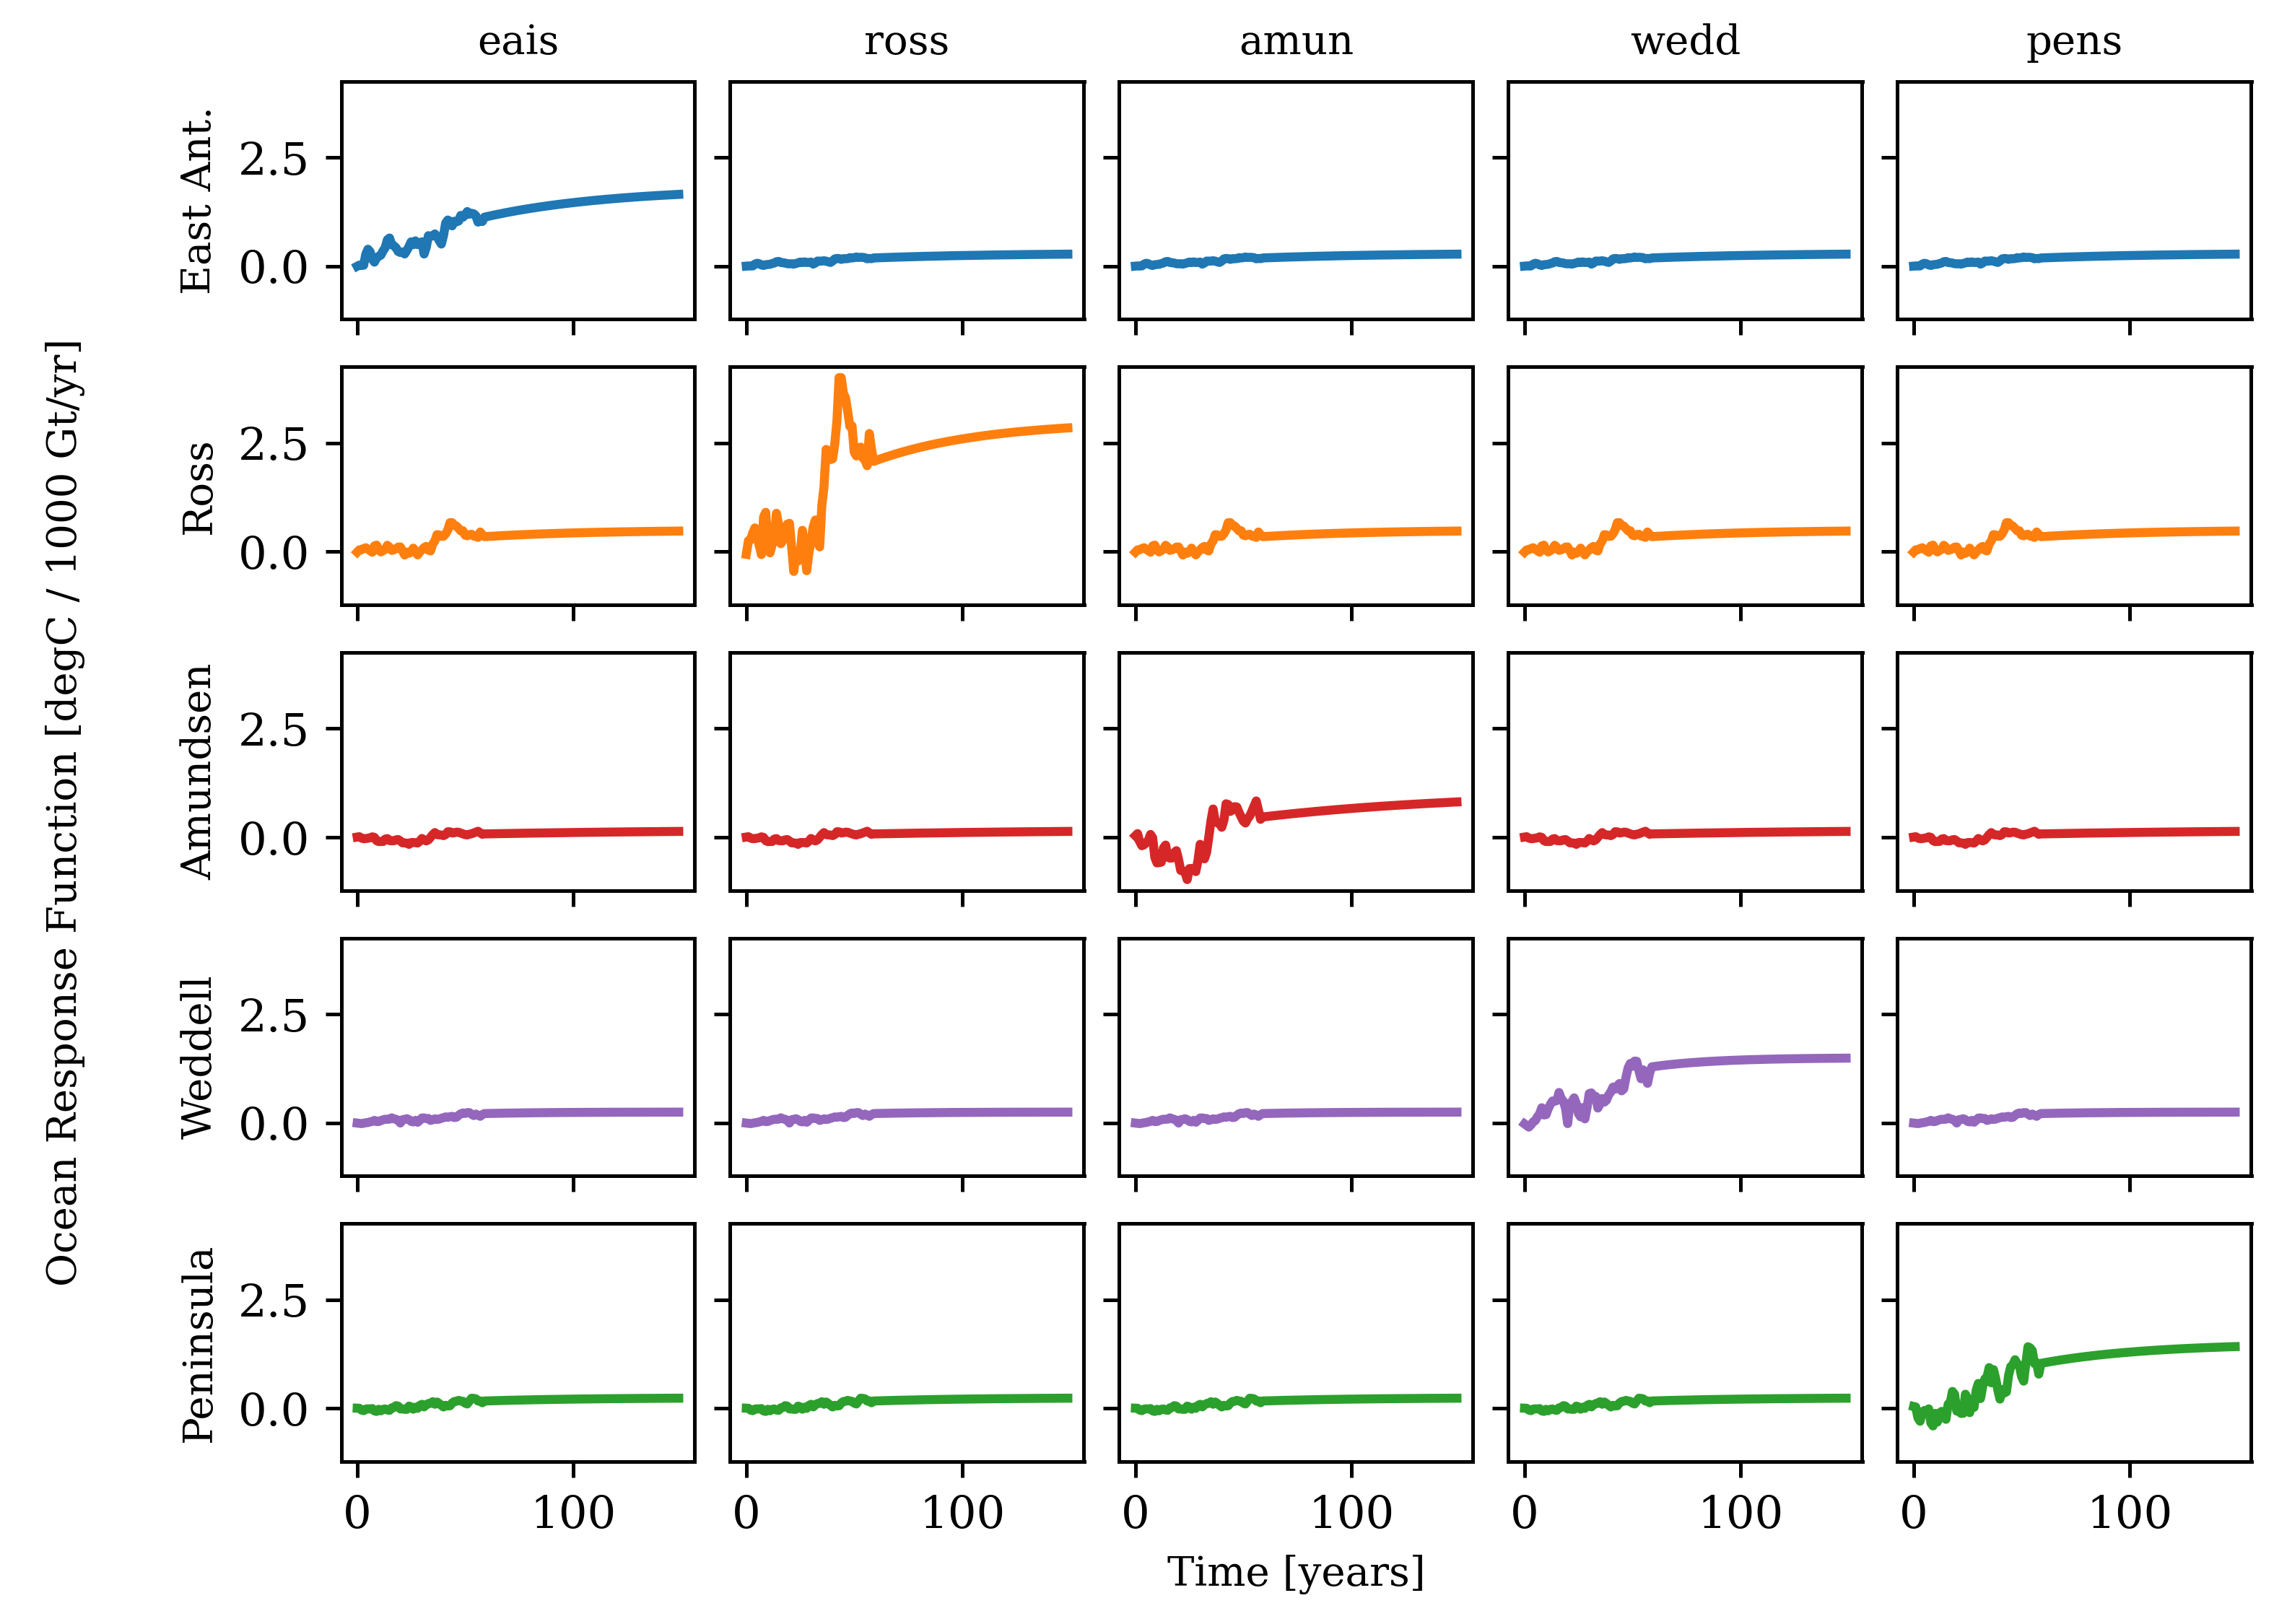 eais ross amun wedd pens
Ocean Response Function [degC / 1000 Gt/yr]
East Ant.
2.5
0.0
Ross
2.5
0.0
Amundsen
2.5
0.0
Weddell
2.5
0.0
Peninsula
2.5
0.0
0 100 0 100 0 100 0 100 0 100
Time [years]